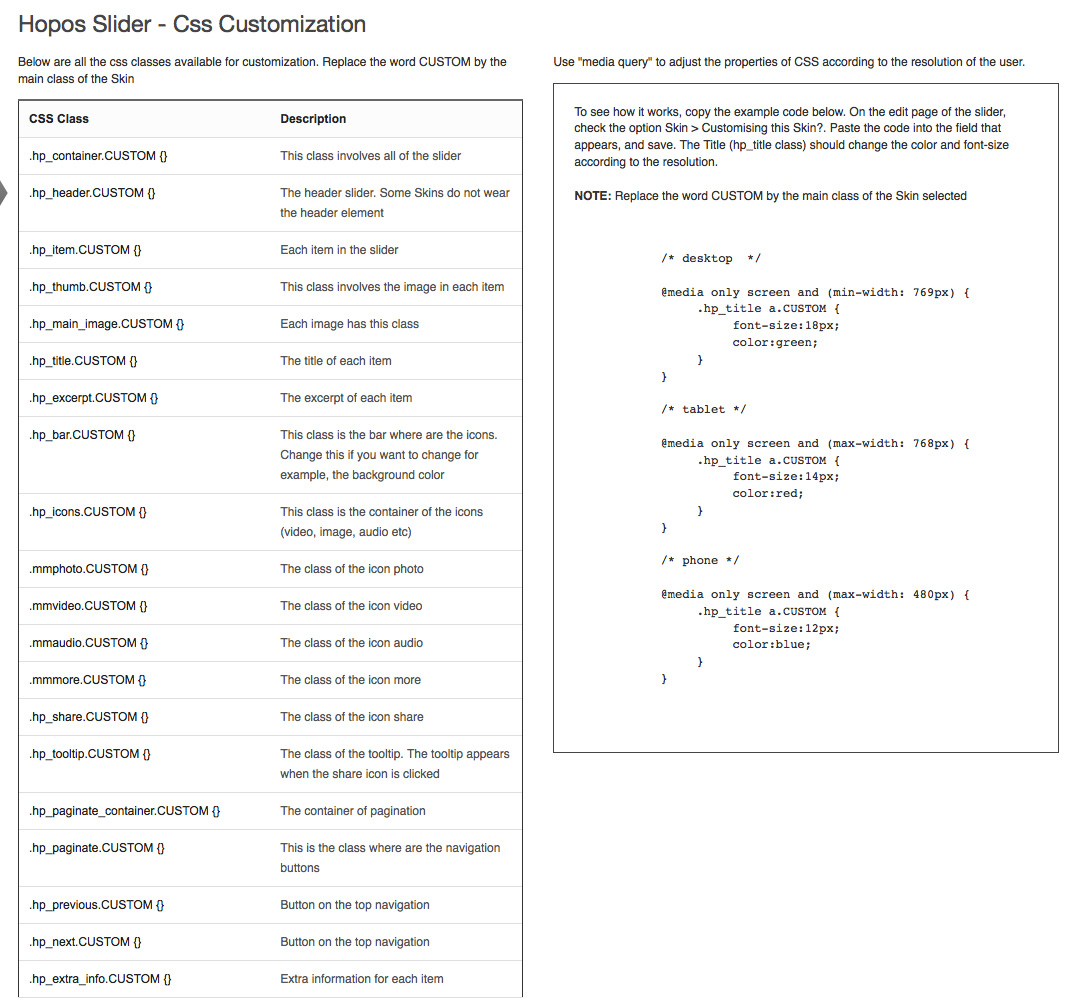 Hopos Slider - Css Customization
Below are all the css classes available for customization. Replace the word CUSTOM by the
main class of the Skin
CSS Class Description
.hp_container.CUSTOM {} This class involves all of the slider
.hp_header.CUSTOM {} The header slider. Some Skins do not wear
the header element
.hp_item.CUSTOM {} Each item in the slider
.hp_thumb.CUSTOM {} This class involves the image in each item
.hp_main_image.CUSTOM {} Each image has this class
.hp_title.CUSTOM {} The title of each item
.hp_excerpt.CUSTOM {} The excerpt of each item
.hp_bar.CUSTOM {} This class is the bar where are the icons.
Change this if you want to change for
example, the background color
.hp_icons.CUSTOM {} This class is the container of the icons
(video, image, audio etc)
.mmphoto.CUSTOM {} The class of the icon photo
.mmvideo.CUSTOM {} The class of the icon video
.mmaudio.CUSTOM {} The class of the icon audio
.mmmore.CUSTOM {} The class of the icon more
.hp_share.CUSTOM {} The class of the icon share
.hp_tooltip.CUSTOM {} The class of the tooltip. The tooltip appears
when the share icon is clicked
.hp_paginate_container.CUSTOM {} The container of pagination
.hp_paginate.CUSTOM {} This is the class where are the navigation
buttons
.hp_previous.CUSTOM {} Button on the top navigation
.hp_next.CUSTOM {} Button on the top navigation
.hp_extra_info.CUSTOM {} Extra information for each item
Use "media query" to adjust the properties of CSS according to the resolution of the user.
To see how it works, copy the example code below. On the edit page of the slider,
check the option Skin > Customising this Skin?. Paste the code into the field that
appears, and save. The Title (hp_title class) should change the color and font-size
according to the resolution.
NOTE: Replace the word CUSTOM by the main class of the Skin selected
/* desktop  */
@media only screen and (min-width: 769px) {
.hp_title a.CUSTOM {
font-size:18px;
color:green;
}
}
/* tablet */
@media only screen and (max-width: 768px) {
.hp_title a.CUSTOM {
font-size:14px;
color:red;
}
}
/* phone */
@media only screen and (max-width: 480px) {
.hp_title a.CUSTOM {
font-size:12px;
color:blue;
}
}